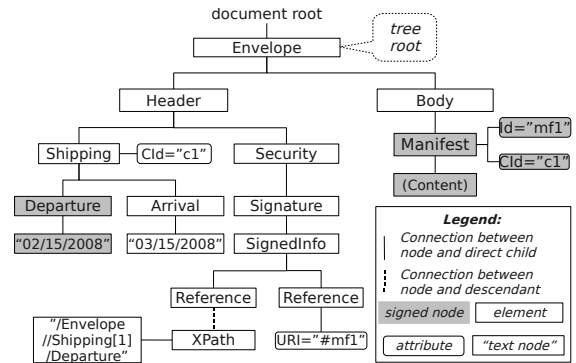 document root
Envelope
tree
root
Header
Body
Shipping
CId="c1"
Security
Manifest
Id="mf1"
CId="c1"
(Content)
Departure
Arrival
Signature
"02/15/2008"
"03/15/2008"
SignedInfo
Reference
Reference
"/Envelope
//Shipping[1]
/Departure"
XPath
URI="#mf1"
Legend:
Connection between
node and direct child
Connection between
node and descendant
signed node
element
attribute
"text node"